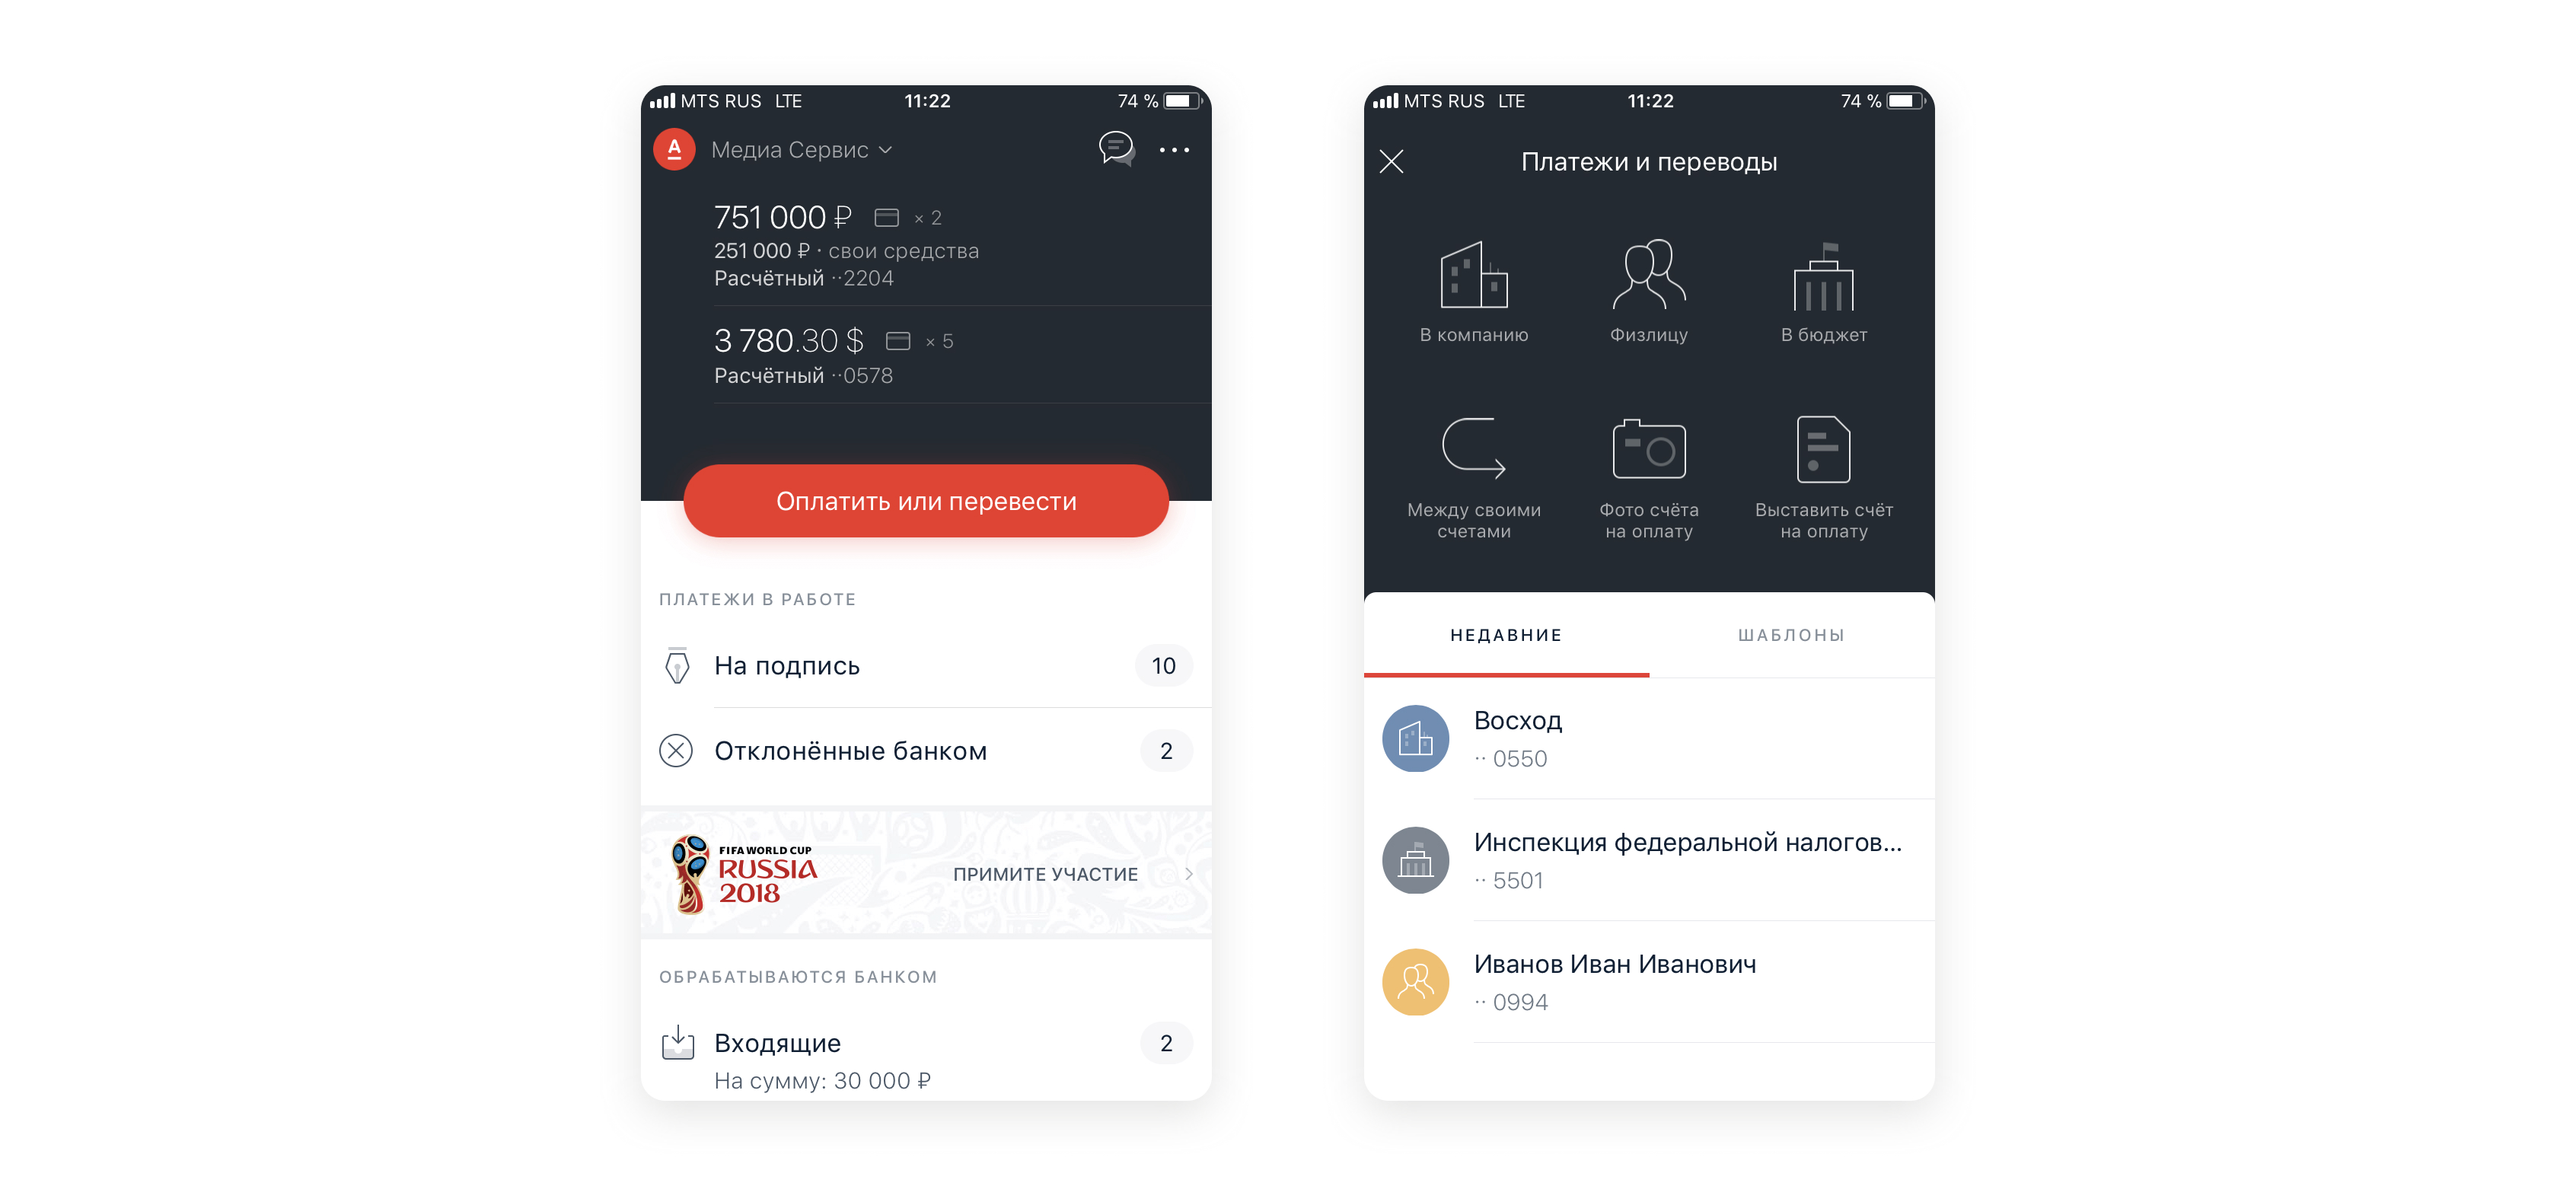 MTS RUS LTE 11:22 74 %
А Медиа Сервис
751 000 ₽ × 2
251 000 ₽ · свои средства
Расчётный ··2204
3 780.30 $ × 5
Расчётный ··0578
Оплатить или перевести
ПЛАТЕЖИ В РАБОТЕ
На подпись 10
Отклонённые банком 2
FIFA WORLD CUP
RUSSIA
2018
ПРИМИТЕ УЧАСТИЕ
ОБРАБАТЫВАЮТСЯ БАНКОМ
Входящие 2
На сумму: 30 000 ₽
MTS RUS LTE 11:22 74 %
Платежи и переводы
В компанию Физлицу В бюджет
Между своими Фото счёта Выставить счёт
счетами на оплату на оплату
НЕДАВНИЕ ШАБЛОНЫ
Восход
·· 0550
Инспекция федеральной налогов...
·· 5501
Иванов Иван Иванович
·· 0994